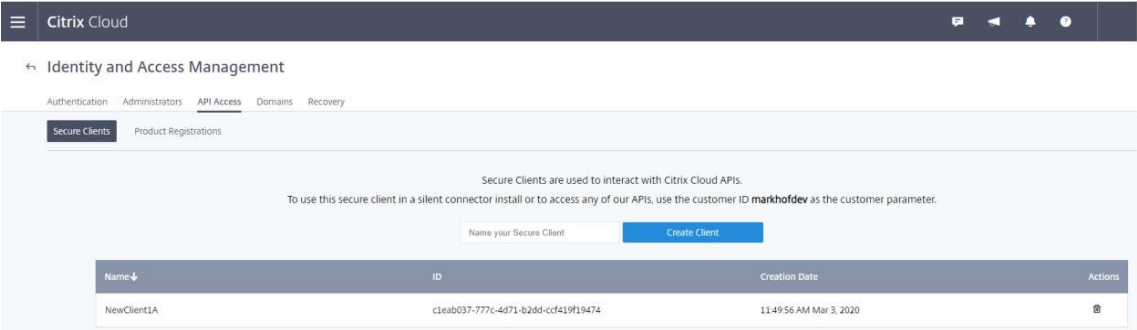 Citrix Cloud
Identity and Access Management
Authentication Administrators API Access Domains Recovery
Secure Clients Product Registrations
Secure Clients are used to interact with Citrix Cloud APIs.
To use this secure client in a silent connector install or to access any of our APIs, use the customer ID markhofdev as the customer parameter.
Name your Secure Client Create Client
Name ID Creation Date Actions
NewClient1A c1eab037-777c-4d71-b2dd-ccf419f19474 11:49:56 AM Mar 3, 2020